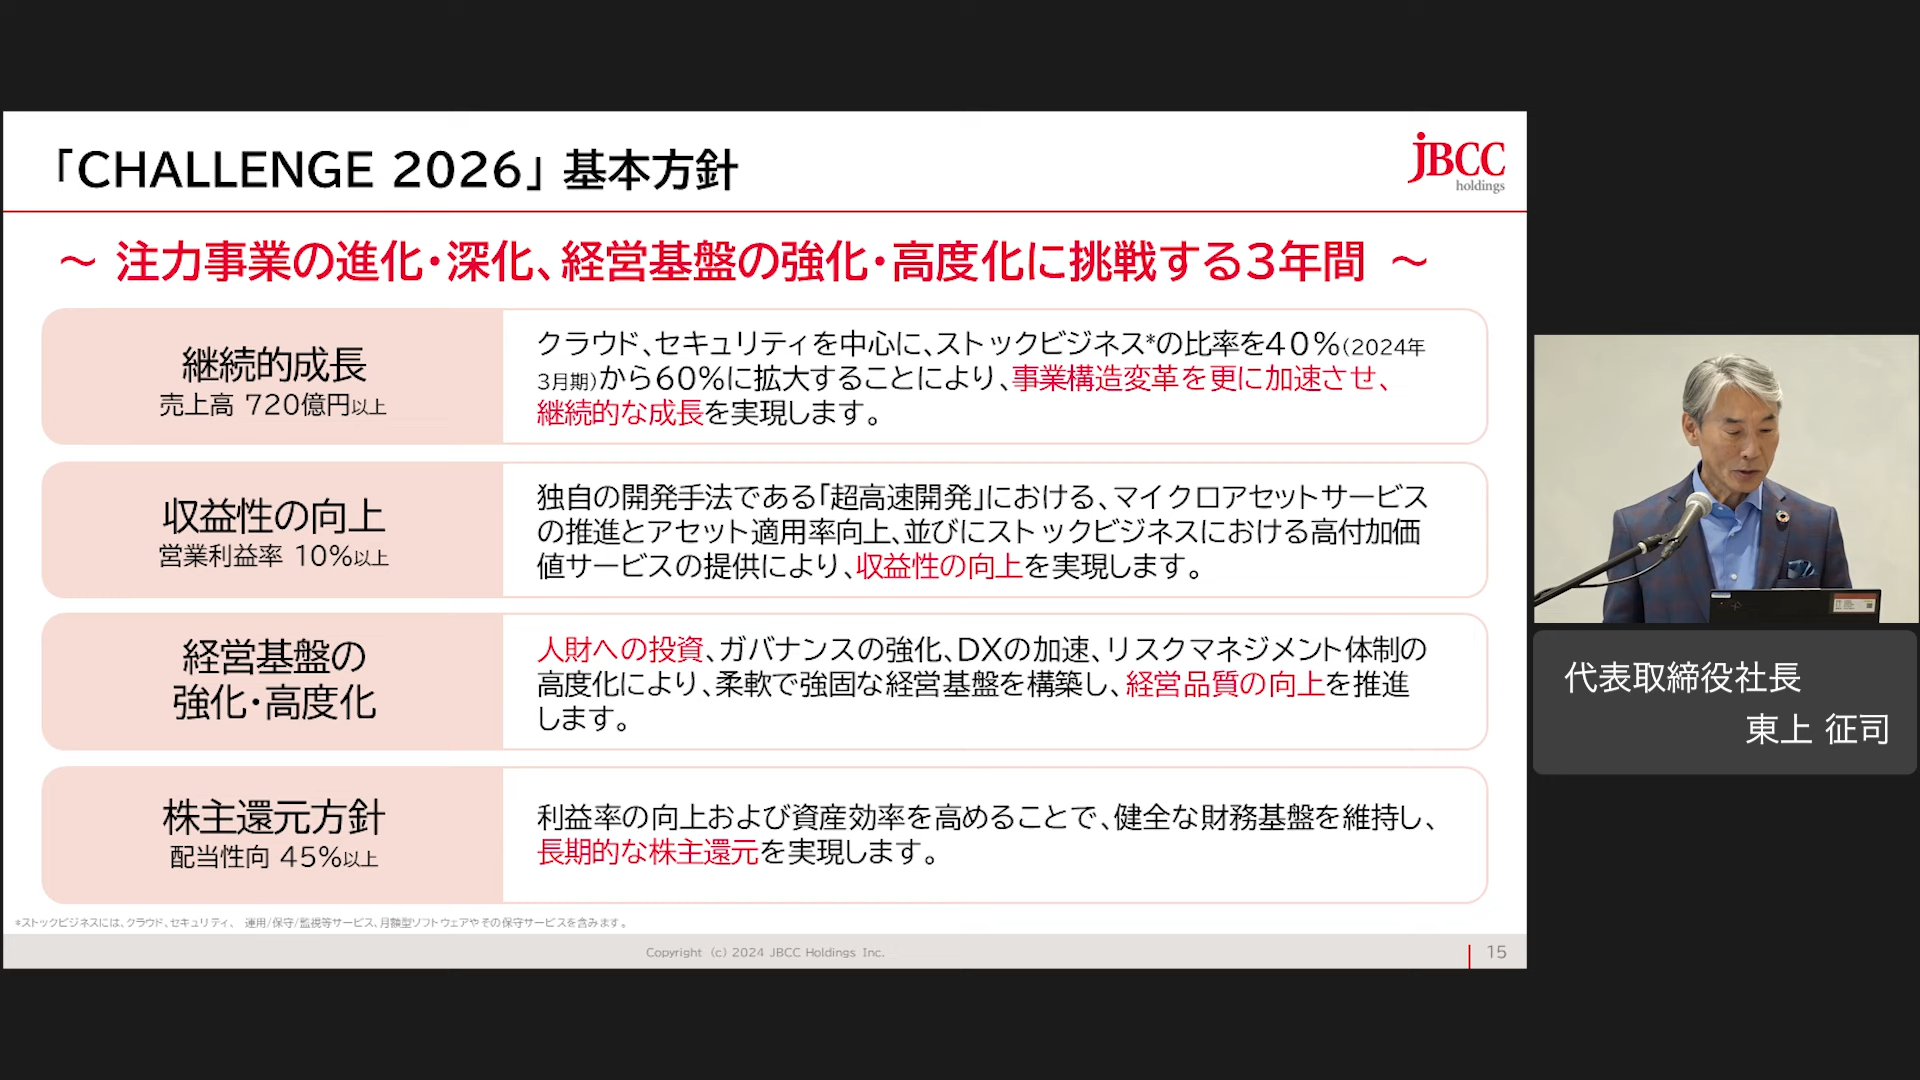 「CHALLENGE 2026」 基本方針
JBCC
holdings
～ 注力事業の進化・深化、経営基盤の強化・高度化に挑戦する3年間 ～
継続的成長
売上高 720億円以上
クラウド、セキュリティを中心に、ストックビジネス*の比率を40%(2024年
3月期)から60%に拡大することにより、事業構造変革を更に加速させ、
継続的な成長を実現します。
収益性の向上
営業利益率 10%以上
独自の開発手法である「超高速開発」における、マイクロアセットサービス
の推進とアセット適用率向上、並びにストックビジネスにおける高付加価
値サービスの提供により、収益性の向上を実現します。
経営基盤の
強化・高度化
人財への投資、ガバナンスの強化、DXの加速、リスクマネジメント体制の
高度化により、柔軟で強固な経営基盤を構築し、経営品質の向上を推進
します。
株主還元方針
配当性向 45%以上
利益率の向上および資産効率を高めることで、健全な財務基盤を維持し、
長期的な株主還元を実現します。
*ストックビジネスには、クラウド、セキュリティ、 運用/保守/監視等サービス、月額型ソフトウェアやその保守サービスを含みます。
Copyright (c) 2024 JBCC Holdings Inc.
15
代表取締役社長
東上 征司